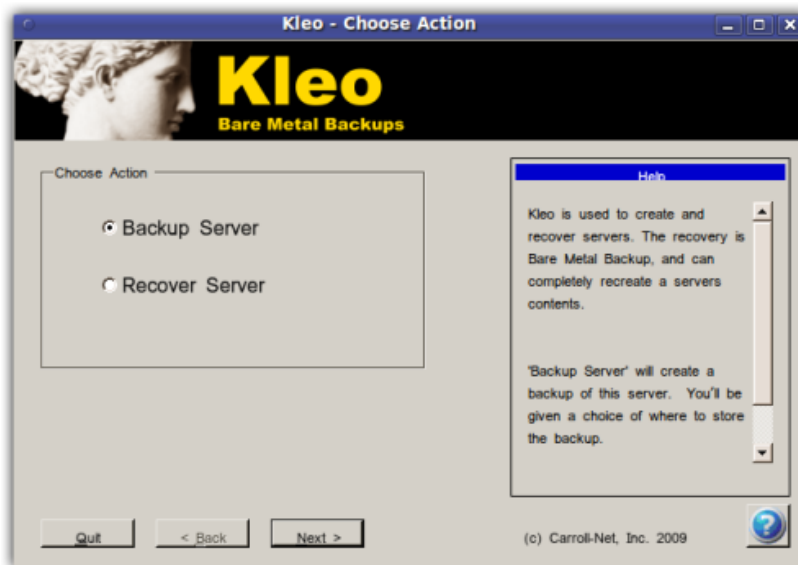 Kleo - Choose Action
Kleo
Bare Metal Backups
Choose Action
Backup Server
Recover Server
Help
Kleo is used to create and
recover servers. The recovery is
Bare Metal Backup, and can
completely recreate a servers
contents.
'Backup Server' will create a
backup of this server. You'll be
given a choice of where to store
the backup.
Quit
< Back
Next >
(c) Carroll-Net, Inc. 2009
?